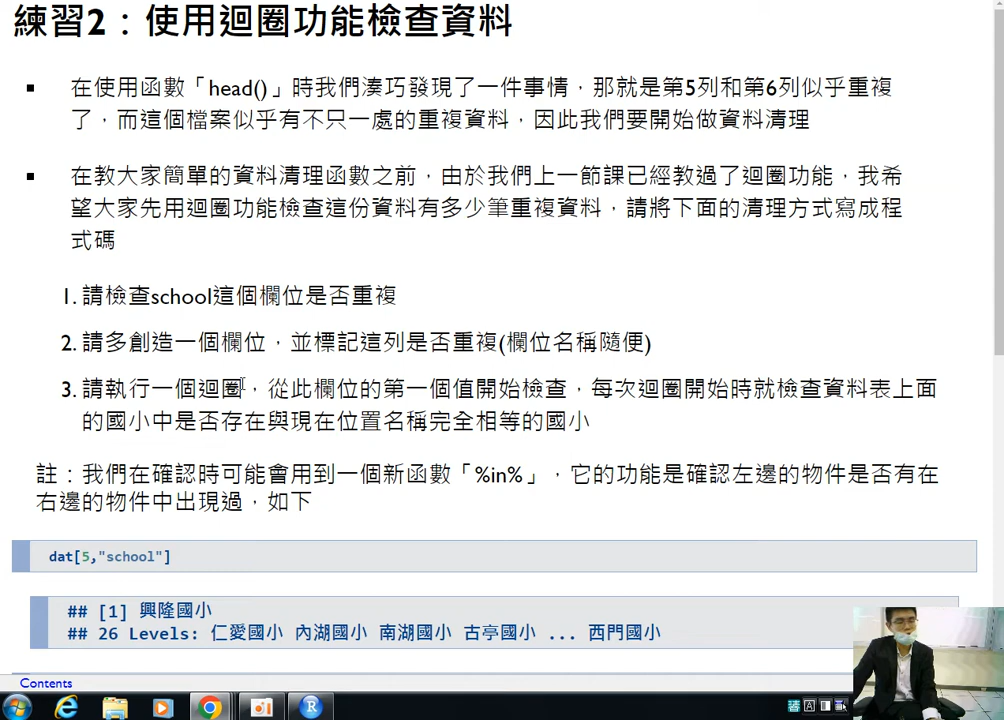 練習2：使用迴圈功能檢查資料
▪ 在使用函數「head()」時我們湊巧發現了一件事情，那就是第5列和第6列似乎重複
了，而這個檔案似乎有不只一處的重複資料，因此我們要開始做資料清理
▪ 在教大家簡單的資料清理函數之前，由於我們上一節課已經教過了迴圈功能，我希
望大家先用迴圈功能檢查這份資料有多少筆重複資料，請將下面的清理方式寫成程
式碼
1. 請檢查school這個欄位是否重複
2. 請多創造一個欄位，並標記這列是否重複(欄位名稱隨便)
3. 請執行一個迴圈，從此欄位的第一個值開始檢查，每次迴圈開始時就檢查資料表上面
的國小中是否存在與現在位置名稱完全相等的國小
註：我們在確認時可能會用到一個新函數「%in%」，它的功能是確認左邊的物件是否有在
右邊的物件中出現過，如下
dat[5,"school"]
## [1] 興隆國小
## 26 Levels: 仁愛國小 內湖國小 南湖國小 古亭國小 ... 西門國小
Contents